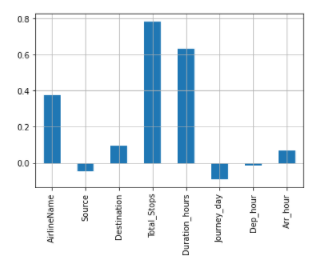 0.8
0.6
0.4
0.2
0.0
AirlineName
Source
Destination
Total_Stops
Duration_hours
Journey_day
Dep_hour
Arr_hour